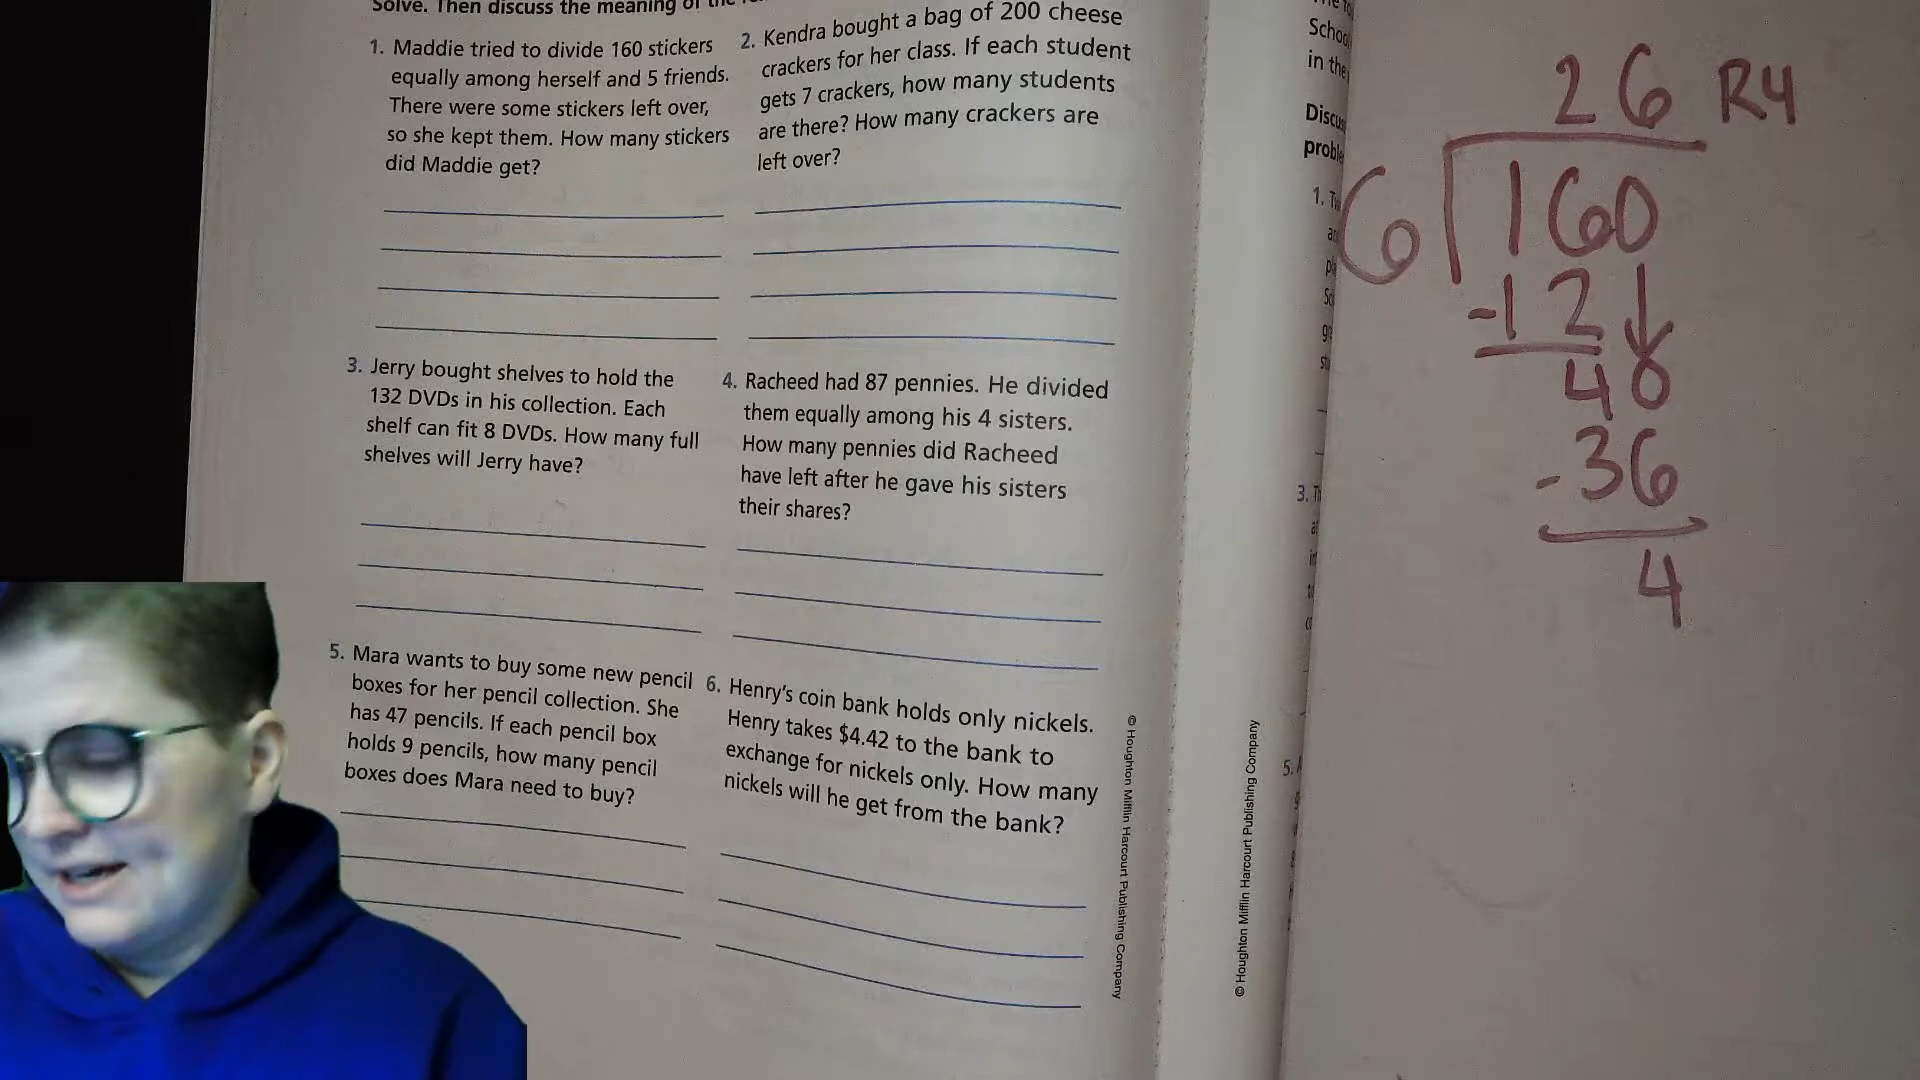 Solve. Then discuss the meaning of the
1. Maddie tried to divide 160 stickers
equally among herself and 5 friends.
There were some stickers left over,
so she kept them. How many stickers
did Maddie get?
2. Kendra bought a bag of 200 cheese
crackers for her class. If each student
gets 7 crackers, how many students
are there? How many crackers are
left over?
3. Jerry bought shelves to hold the
132 DVDs in his collection. Each
shelf can fit 8 DVDs. How many full
shelves will Jerry have?
4. Racheed had 87 pennies. He divided
them equally among his 4 sisters.
How many pennies did Racheed
have left after he gave his sisters
their shares?
5. Mara wants to buy some new pencil
boxes for her pencil collection. She
has 47 pencils. If each pencil box
holds 9 pencils, how many pencil
boxes does Mara need to buy?
6. Henry's coin bank holds only nickels.
Henry takes $4.42 to the bank to
exchange for nickels only. How many
nickels will he get from the bank?
© Houghton Mifflin Harcourt Publishing Company
© Houghton Mifflin Harcourt Publishing Company
in the
1.
3.
5.
26 R4
6 160
-12
40
-36
4